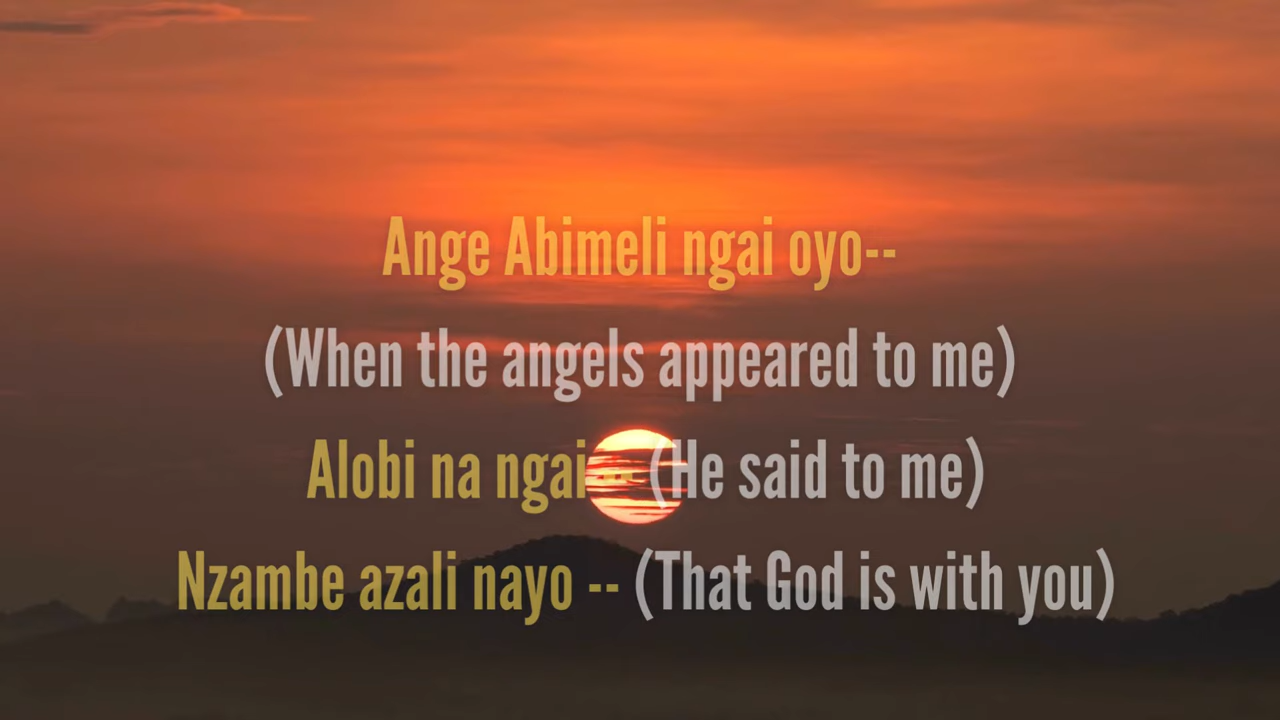 Ange Abimeli ngai oyo--
(When the angels appeared to me)
Alobi na ngai -- (He said to me)
Nzambe azali nayo -- (That God is with you)